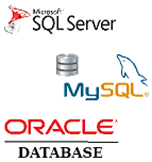 Microsoft
SQL Server
MySQL®
ORACLE®
DATABASE